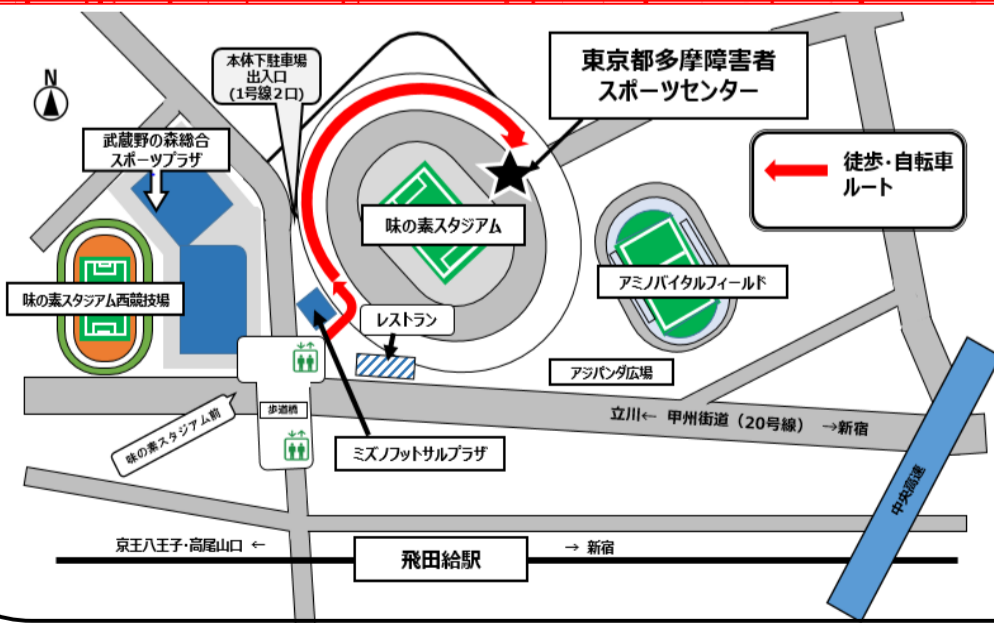 N
本体下駐車場
出入口
(1号線2口)
東京都多摩障害者
スポーツセンター
武蔵野の森総合
スポーツプラザ
徒歩・自転車
ルート
味の素スタジアム
味の素スタジアム西競技場
アミノバイタルフィールド
レストラン
アジパンダ広場
歩道橋
立川← 甲州街道(20号線) →新宿
味の素スタジアム前
ミズノフットサルプラザ
中央高速
京王八王子・高尾山口 ←
飛田給駅
→ 新宿